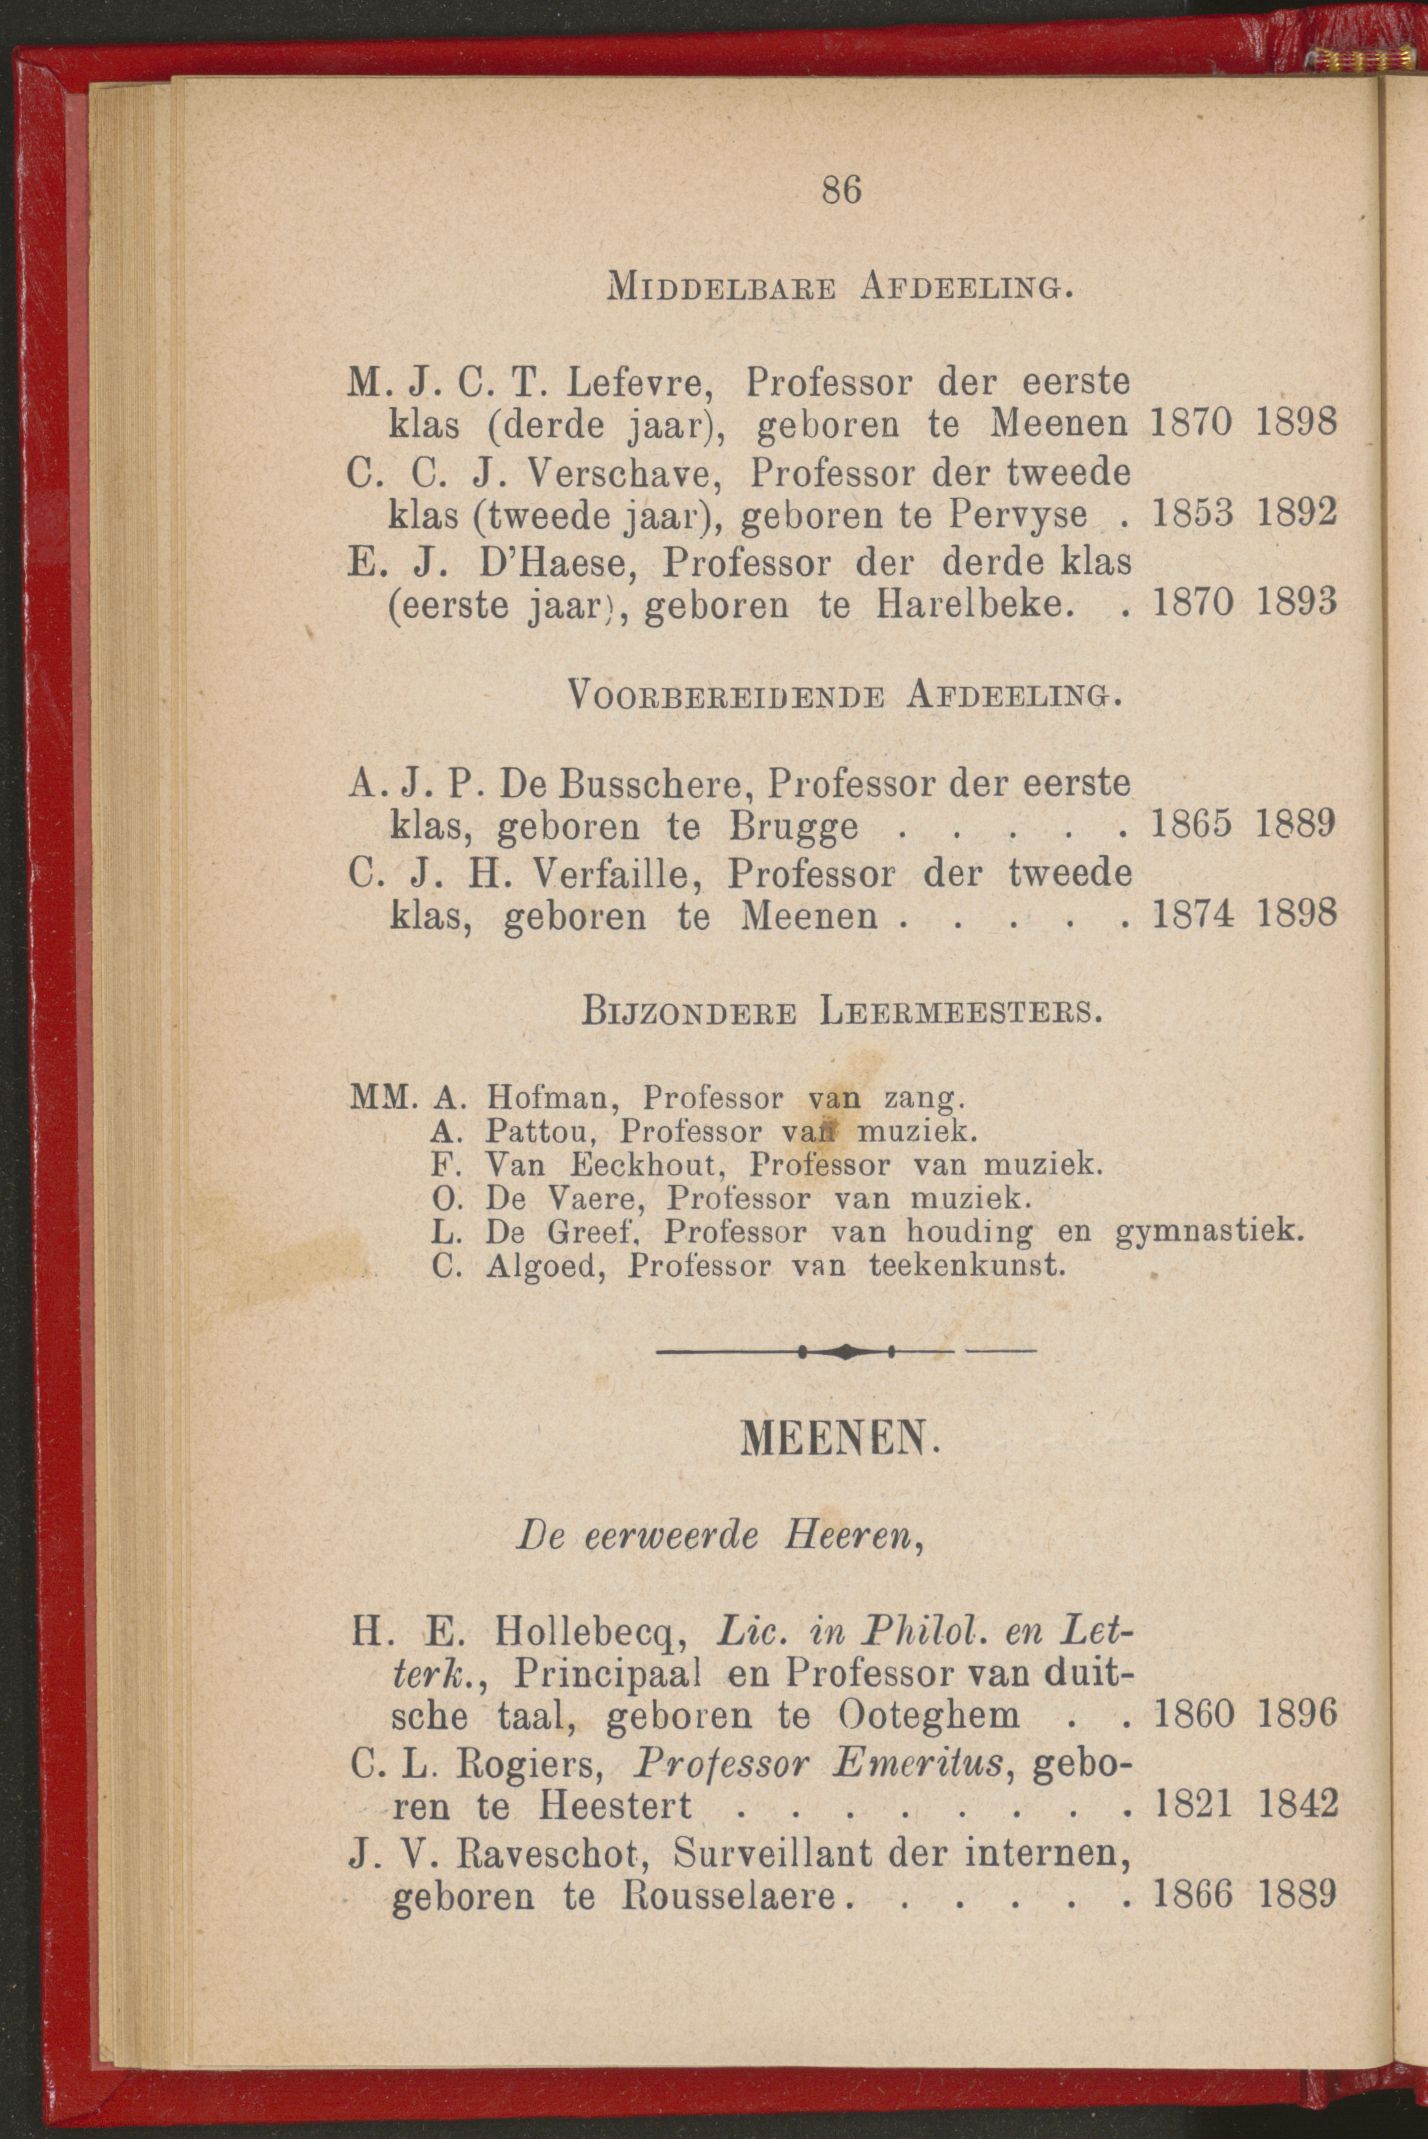 86
MIDDELBARE AFDEELING.
M. J. C. T. Lefevre, Professor der eerste
klas (derde jaar), geboren te Meenen 1870 1898
C. C. J. Verschave, Professor der tweede
klas (tweede jaar), geboren te Pervyse . 1853 1892
E. J. D'Haese, Professor der derde klas
(eerste jaar), geboren te Harelbeke. . 1870 1893
VOORBEREIDENDE AFDEELING.
A. J. P. De Busschere, Professor der eerste
klas, geboren te Brugge . . . . . 1865 1889
C. J. H. Verfaille, Professor der tweede
klas, geboren te Meenen . . . . . 1874 1898
BIJZONDERE LEERMEESTERS.
MM. A. Hofman, Professor van zang.
A. Pattou, Professor van muziek.
F. Van Eeckhout, Professor van muziek.
O. De Vaere, Professor van muziek.
L. De Greef, Professor van houding en gymnastiek.
C. Algoed, Professor van teekenkunst.
MEENEN.
De eerweerde Heeren,
H. E. Hollebecq, Lic. in Philol. en Let-
terk., Principaal en Professor van duit-
sche taal, geboren te Ooteghem . . 1860 1896
C. L. Rogiers, Professor Emeritus, gebo-
ren te Heestert . . . . . . . . 1821 1842
J. V. Raveschot, Surveillant der internen,
geboren te Rousselaere . . . . . . 1866 1889